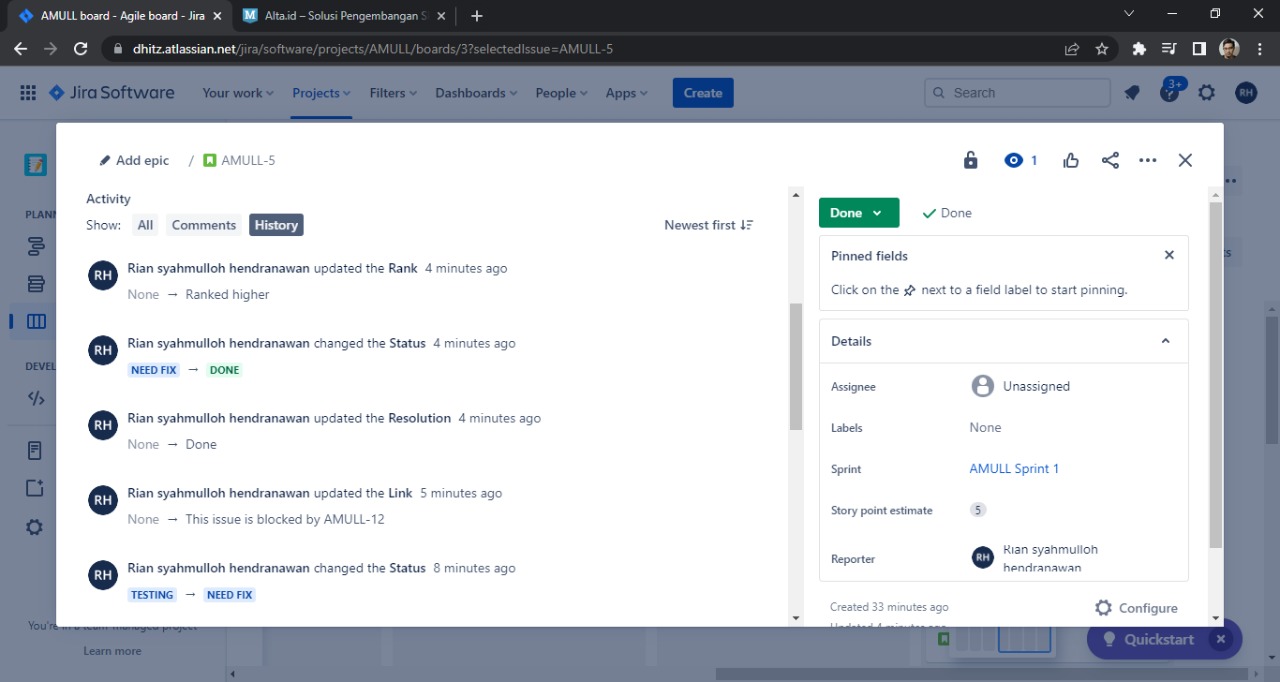 AMULL board - Agile board - Jira
Alta.id – Solusi Pengembangan S
dhitz.atlassian.net/jira/software/projects/AMULL/boards/3?selectedIssue=AMULL-5
Jira Software
Your work
Projects
Filters
Dashboards
People
Apps
Create
Search
3+
RH
Add epic / AMULL-5
1
PLANN
DEVEL
Activity
Show: All Comments History
Newest first
RH
Rian syahmulloh hendranawan updated the Rank 4 minutes ago
None → Ranked higher
RH
Rian syahmulloh hendranawan changed the Status 4 minutes ago
NEED FIX → DONE
RH
Rian syahmulloh hendranawan updated the Resolution 4 minutes ago
None → Done
RH
Rian syahmulloh hendranawan updated the Link 5 minutes ago
None → This issue is blocked by AMULL-12
RH
Rian syahmulloh hendranawan changed the Status 8 minutes ago
TESTING → NEED FIX
Done
Done
Pinned fields
Click on the next to a field label to start pinning.
Details
Assignee Unassigned
Labels None
Sprint AMULL Sprint 1
Story point estimate 5
Reporter RH Rian syahmulloh
hendranawan
Created 33 minutes ago
Updated 4 minutes ago
Configure
You're in a team-managed project
Learn more
Quickstart